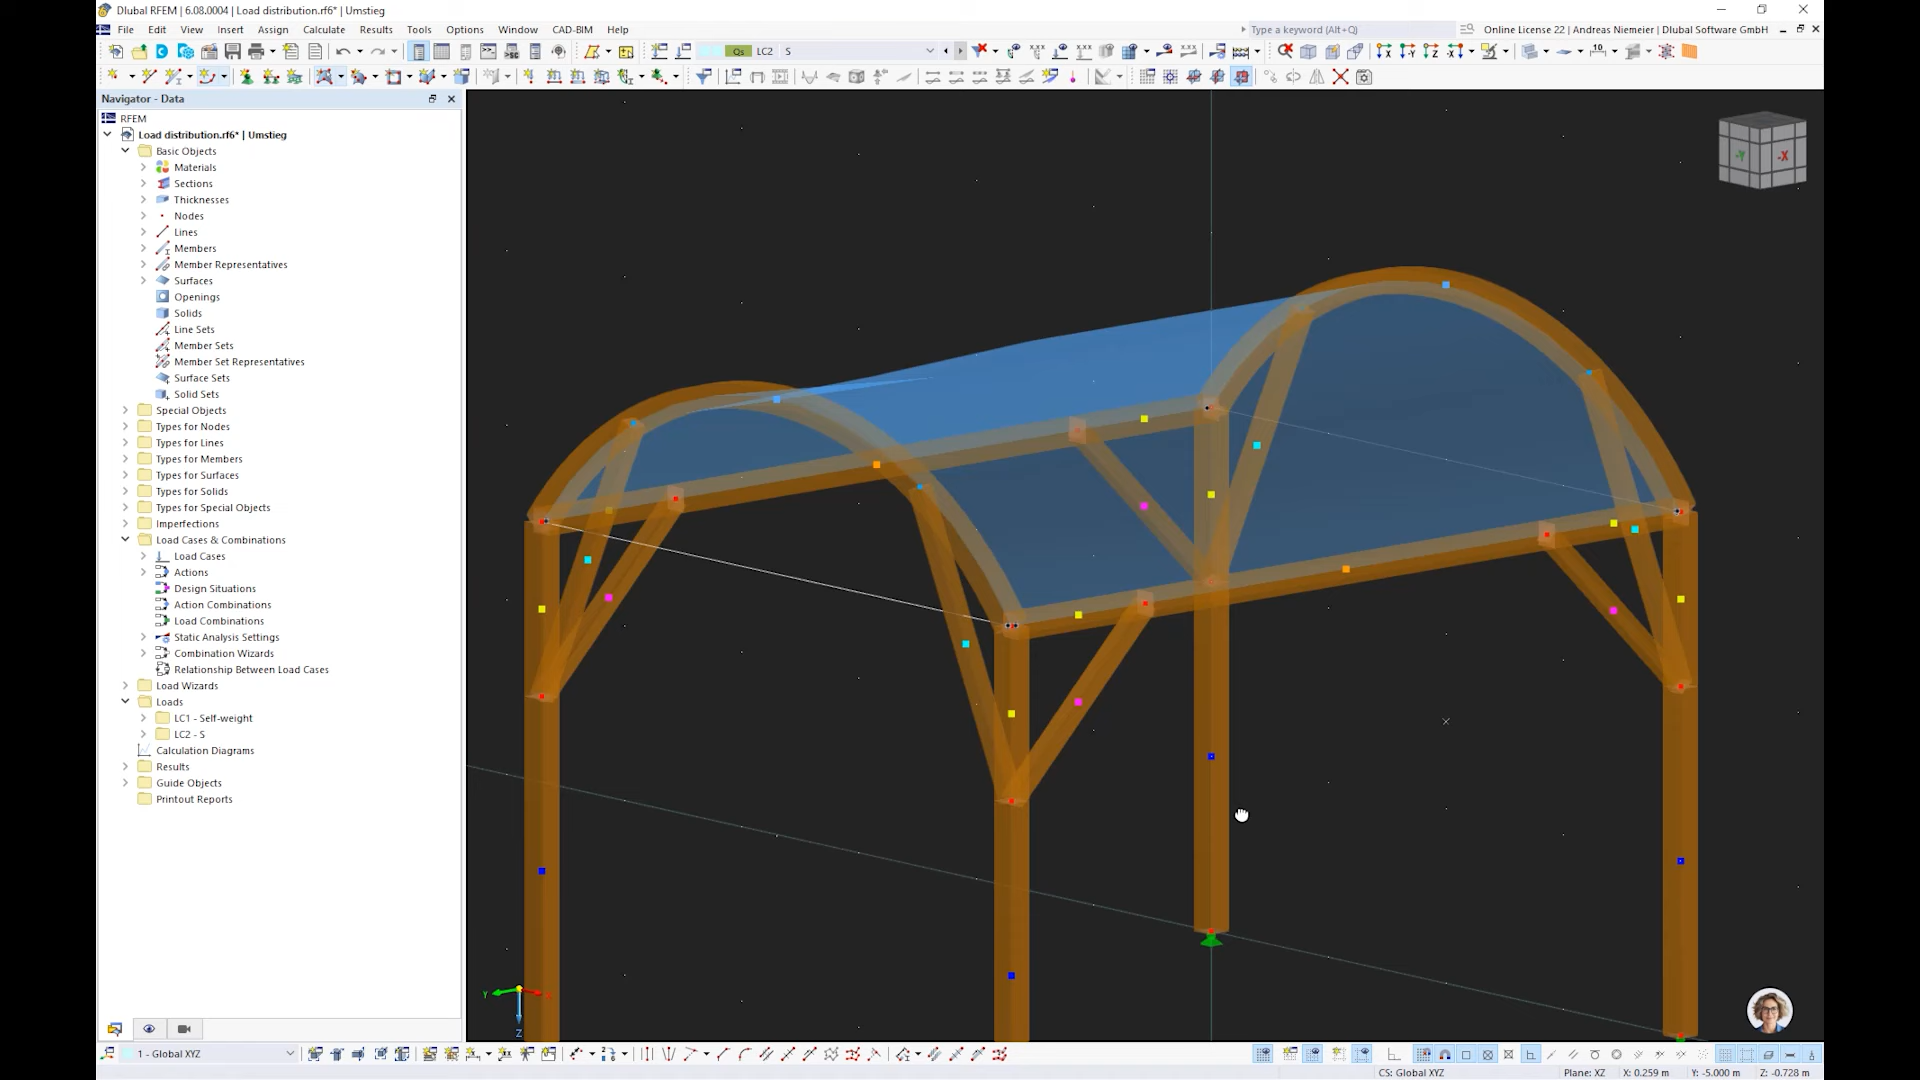 Dlubal RFEM | 6.08.0004 | Load distribution.rf6* | Umstieg
File Edit View Insert Assign Calculate Results Tools Options Window CAD-BIM Help
Type a keyword (Alt+Q)
Online License 22 | Andreas Niemeier | Dlubal Software GmbH
Qs LC2 S
Navigator - Data
RFEM
Load distribution.rf6* | Umstieg
Basic Objects
Materials
Sections
Thicknesses
Nodes
Lines
Members
Member Representatives
Surfaces
Openings
Solids
Line Sets
Member Sets
Member Set Representatives
Surface Sets
Solid Sets
Special Objects
Types for Nodes
Types for Lines
Types for Members
Types for Surfaces
Types for Solids
Types for Special Objects
Imperfections
Load Cases & Combinations
Load Cases
Actions
Design Situations
Action Combinations
Load Combinations
Static Analysis Settings
Combination Wizards
Relationship Between Load Cases
Load Wizards
Loads
LC1 - Self-weight
LC2 - S
Calculation Diagrams
Results
Guide Objects
Printout Reports
-Y -X
Y
Z
1 - Global XYZ
CS: Global XYZ Plane: XZ X: 0.259 m Y: -5.000 m Z: -0.728 m